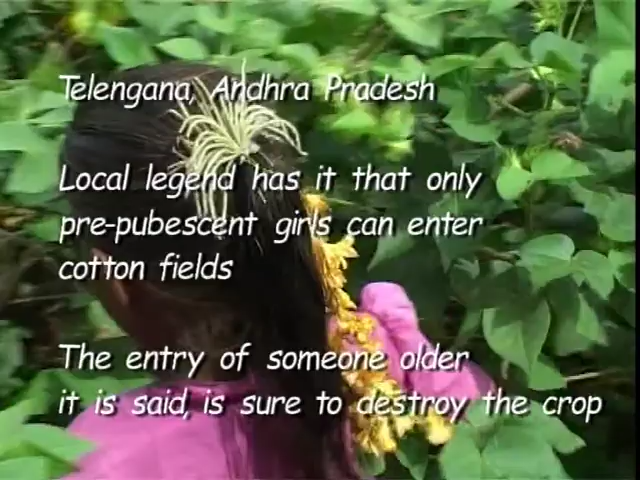 Telengana, Andhra Pradesh
Local legend has it that only
pre-pubescent girls can enter
cotton fields
The entry of someone older
it is said, is sure to destroy the crop